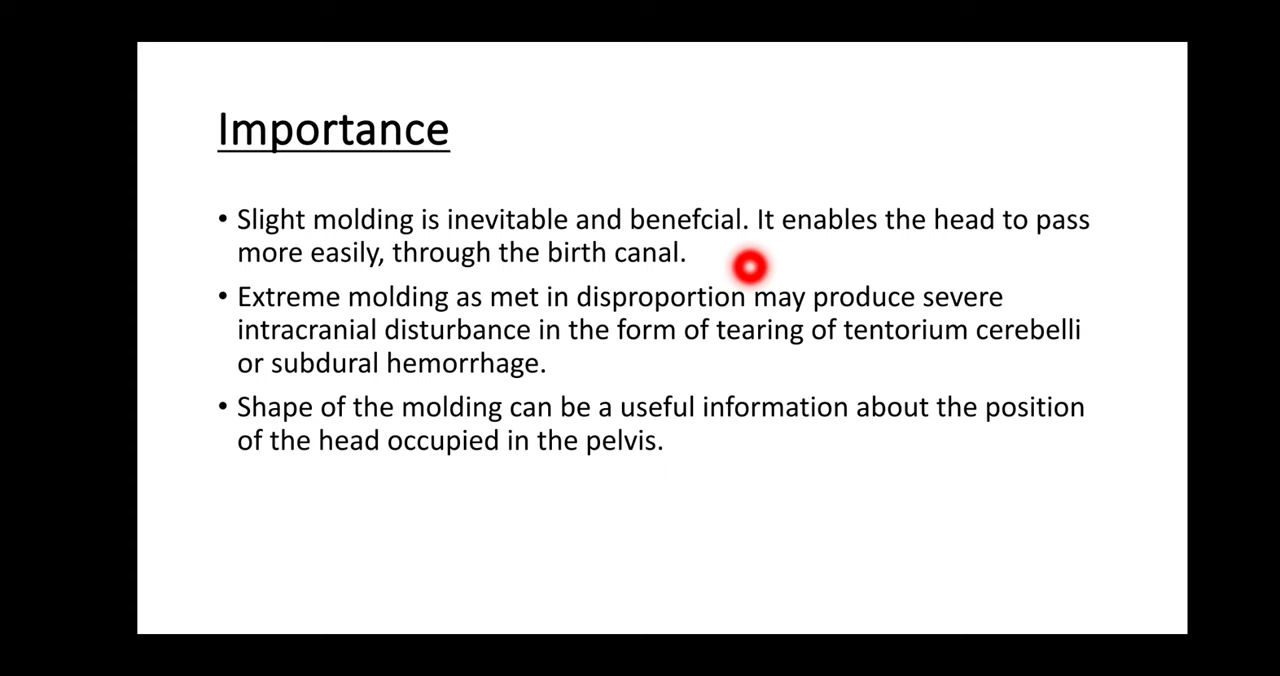 Importance
• Slight molding is inevitable and benefcial. It enables the head to pass
more easily, through the birth canal.
• Extreme molding as met in disproportion may produce severe
intracranial disturbance in the form of tearing of tentorium cerebelli
or subdural hemorrhage.
• Shape of the molding can be a useful information about the position
of the head occupied in the pelvis.